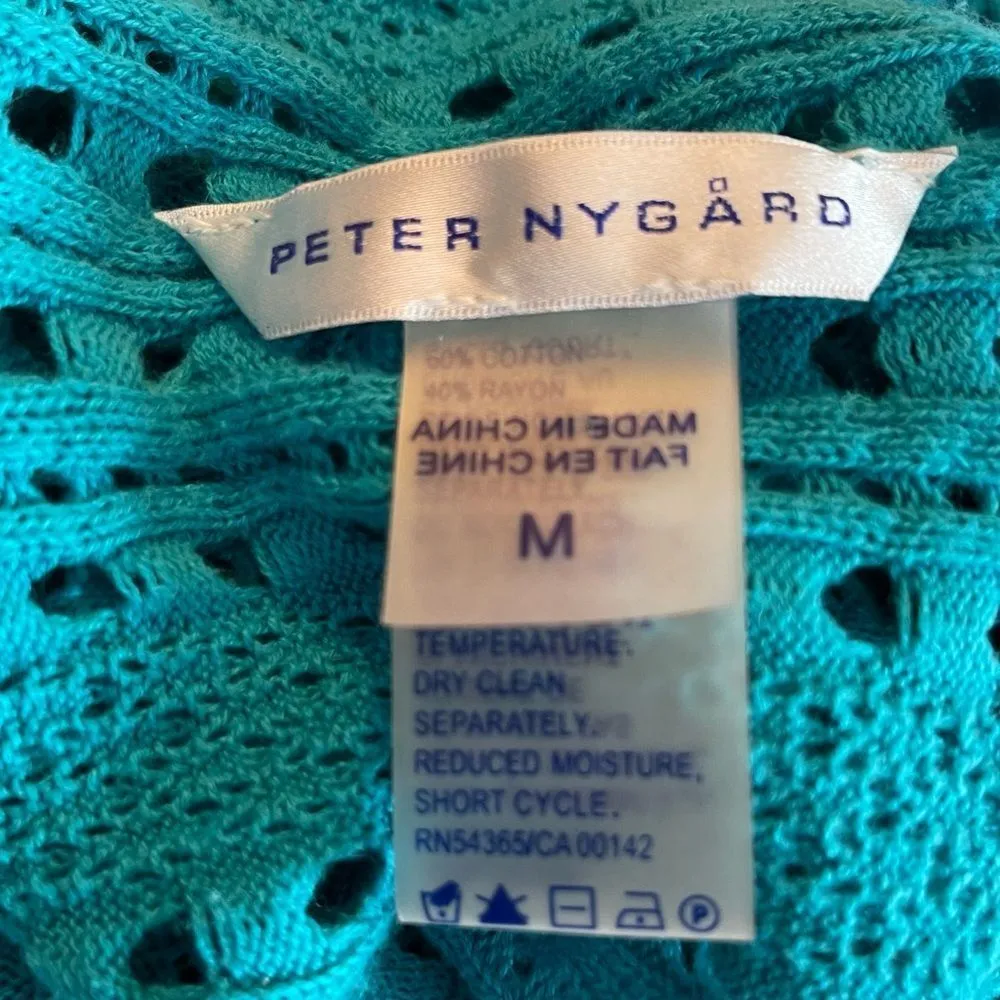 PETER NYGÅRD
60% COTTON
40% RAYON
MADE IN CHINA
FAIT EN CHINE
SEPARATELY
M
TEMPERATURE.
DRY CLEAN
SEPARATELY.
REDUCED MOISTURE,
SHORT CYCLE.
RN54365/CA 00142
P